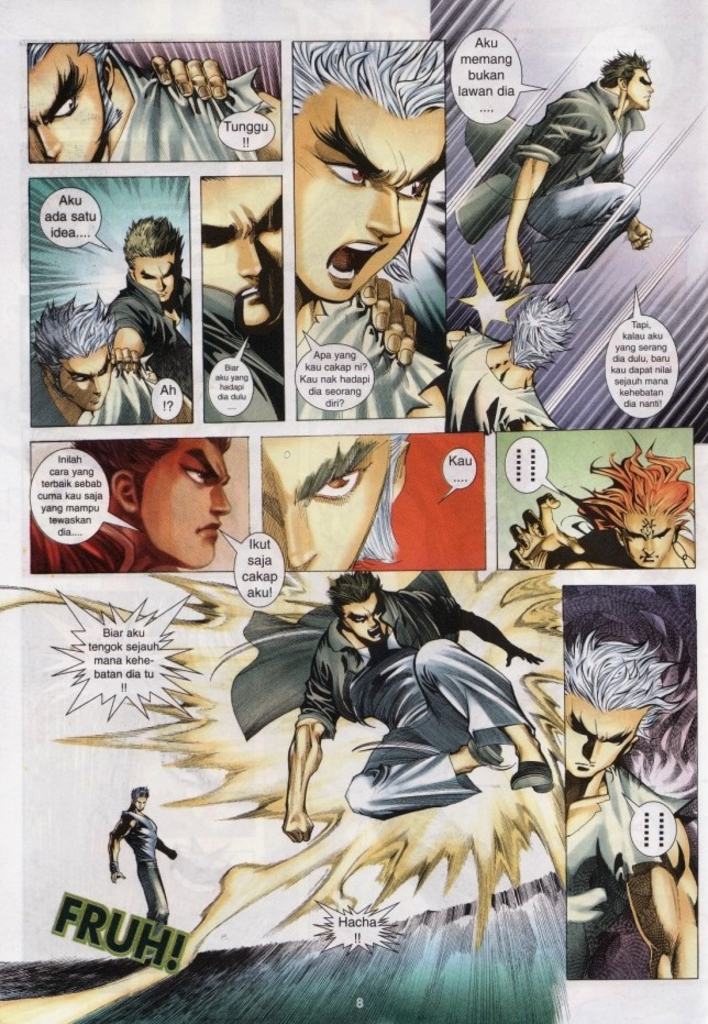 Tunggu
!!
Aku
ada satu
idea....
Ah
!?
Biar
aku yang
hadapi
dia dulu
....
Apa yang
kau cakap ni?
Kau nak hadapi
dia seorang
diri?
Aku
memang
bukan
lawan dia
....
Tapi,
kalau aku
yang serang
dia dulu, baru
kau dapat nilai
sejauh mana
kehebatan
dia nanti!
Inilah
cara yang
terbaik sebab
cuma kau saja
yang mampu
tewaskan
dia....
Ikut
saja
cakap
aku!
Kau
....
!!!
Biar aku
tengok sejauh
mana kehe-
batan dia tu
!!
FRUH!
Hacha
!!
8